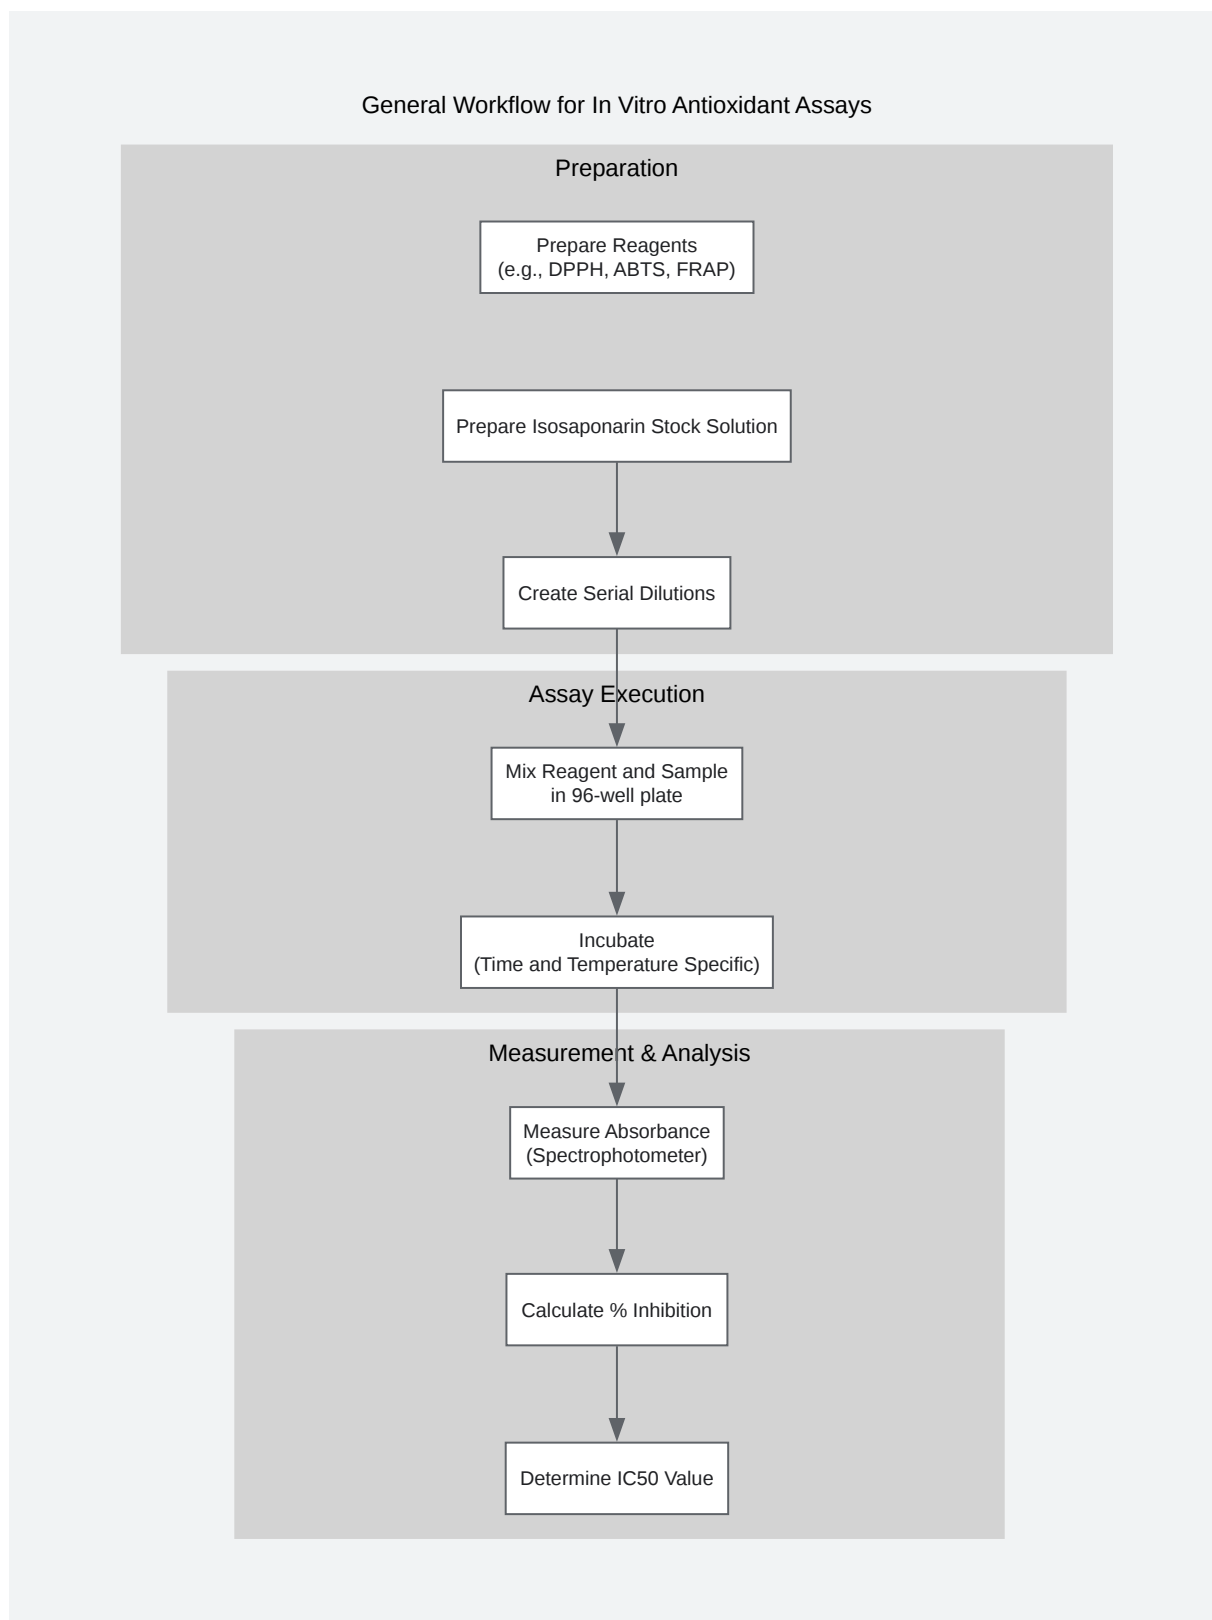 General Workflow for In Vitro Antioxidant Assays
Preparation
Prepare Reagents
(e.g., DPPH, ABTS, FRAP)
Prepare Isosaponarin Stock Solution
Create Serial Dilutions
Assay Execution
Mix Reagent and Sample
in 96-well plate
Incubate
(Time and Temperature Specific)
Measurement & Analysis
Measure Absorbance
(Spectrophotometer)
Calculate % Inhibition
Determine IC50 Value